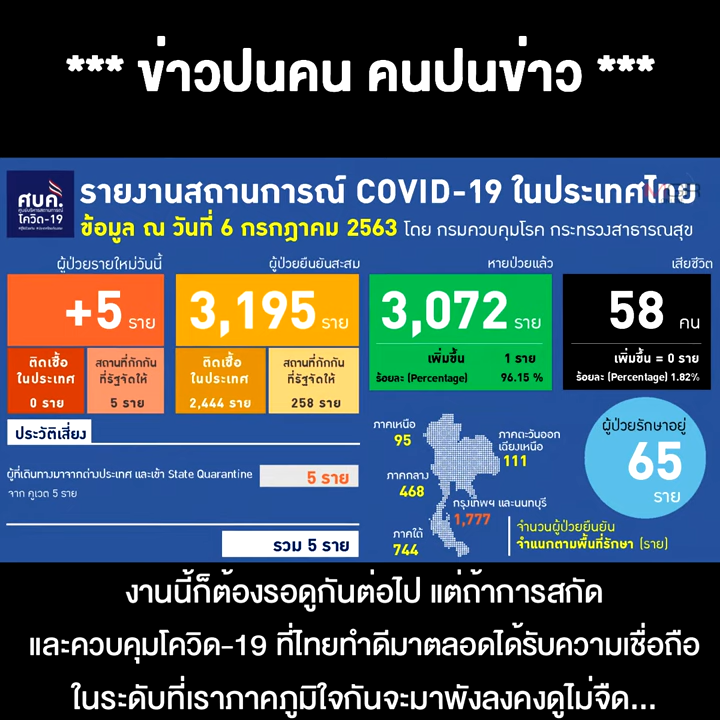 *** ข่าวปนคน คนปนข่าว ***
ศบค.
โควิด-19
รายงานสถานการณ์ COVID-19 ในประเทศไทย
ข้อมูล ณ วันที่ 6 กรกฎาคม 2563 โดย กรมควบคุมโรค กระทรวงสาธารณสุข
ผู้ป่วยรายใหม่วันนี้
+5 ราย
ติดเชื้อ
ในประเทศ
0 ราย
สถานที่กักกัน
ที่รัฐจัดให้
5 ราย
ผู้ป่วยยืนยันสะสม
3,195 ราย
ติดเชื้อ
ในประเทศ
2,444 ราย
สถานที่กักกัน
ที่รัฐจัดให้
258 ราย
หายป่วยแล้ว
3,072 ราย
เพิ่มขึ้น 1 ราย
ร้อยละ (Percentage) 96.15 %
เสียชีวิต
58 คน
เพิ่มขึ้น = 0 ราย
ร้อยละ (Percentage) 1.82%
ประวัติเสี่ยง
ผู้ที่เดินทางมาจากต่างประเทศ และเข้า State Quarantine
5 ราย
จาก คูเวต 5 ราย
รวม 5 ราย
ภาคเหนือ
95
ภาคตะวันออก
เฉียงเหนือ
111
ภาคกลาง
468
กรุงเทพฯ และนนทบุรี
1,777
ภาคใต้
744
จำนวนผู้ป่วยยืนยัน
จำแนกตามพื้นที่รักษา (ราย)
ผู้ป่วยรักษาอยู่
65
ราย
งานนี้ก็ต้องรอดูกันต่อไป แต่ถ้าการสกัด
และควบคุมโควิด-19 ที่ไทยทำดีมาตลอดได้รับความเชื่อถือ
ในระดับที่เราภาคภูมิใจกันจะมาพังลงคงดูไม่จืด...